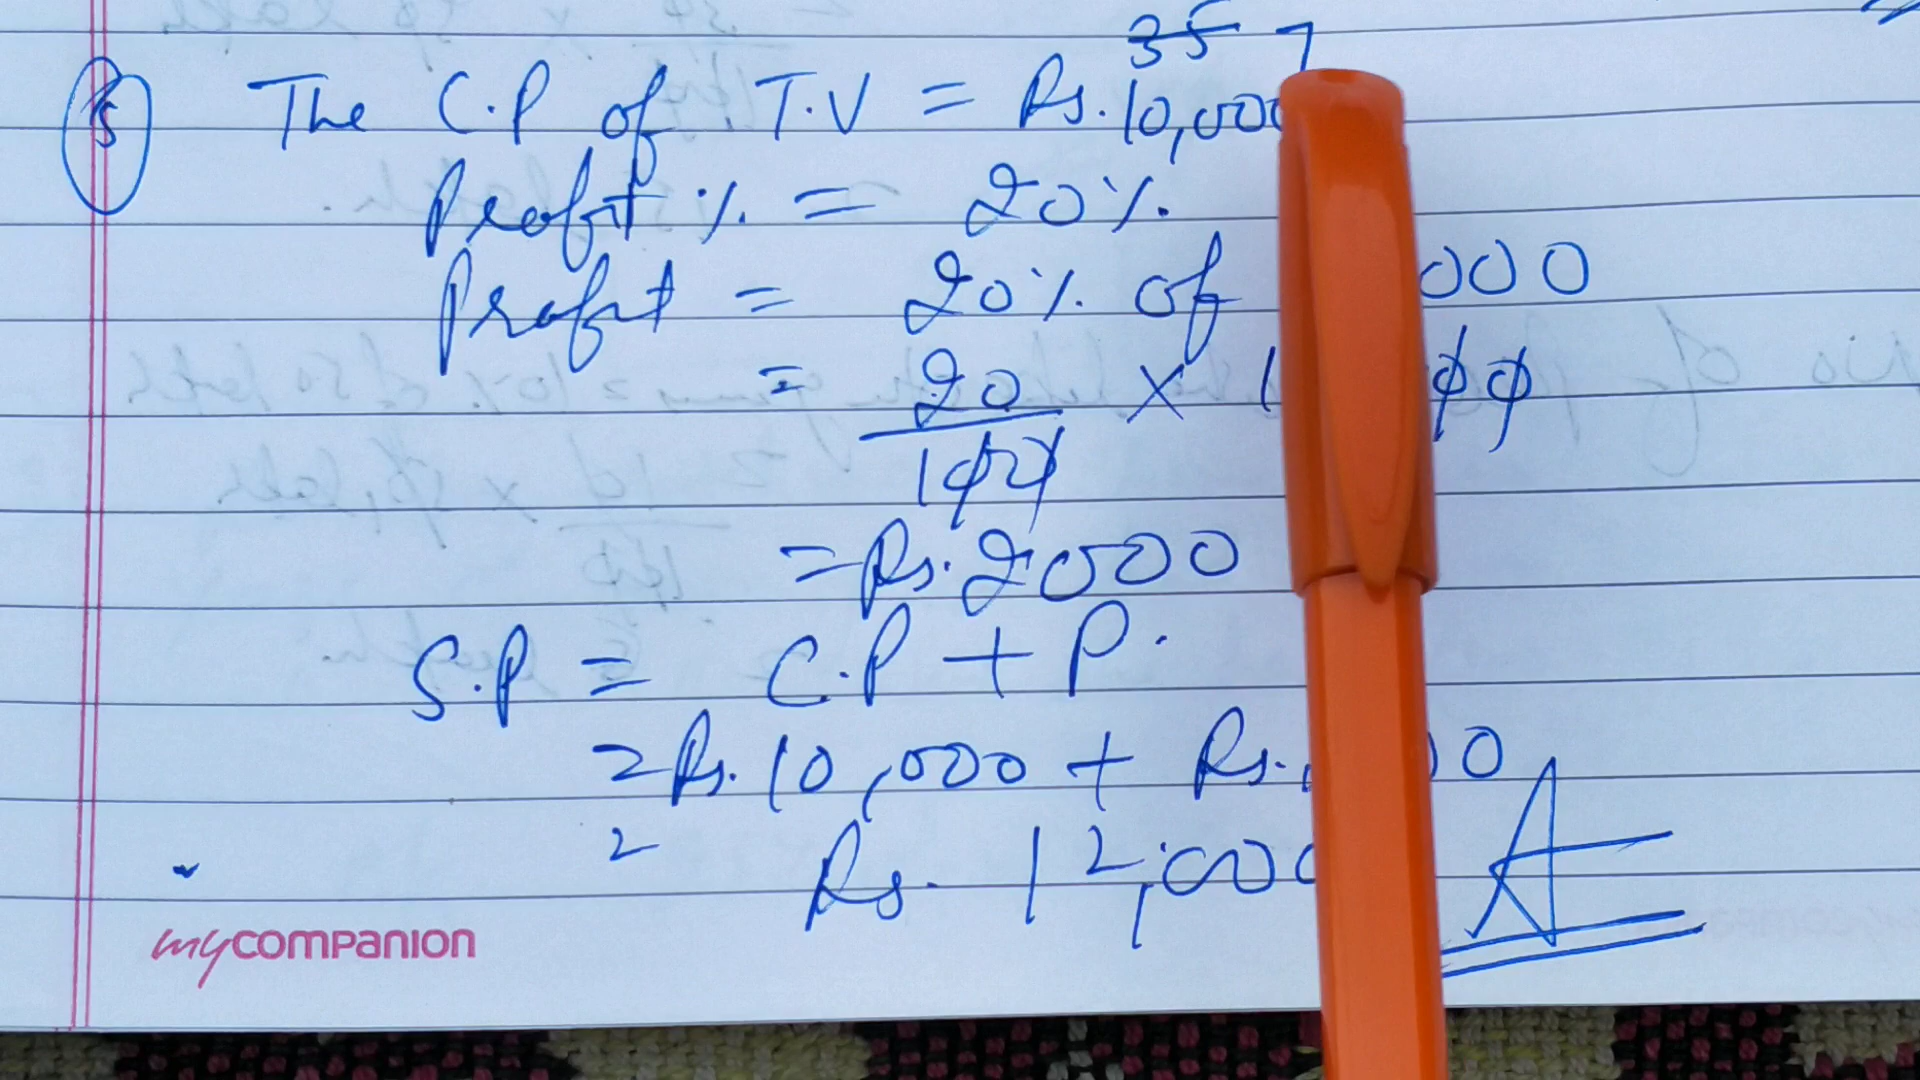 35 7
5 The C.P of T.V = Rs. 10,000
Profit % = 20%
Profit = 20% of 000
= 20/100 × 1 00
= Rs. 2000
S.P = C.P + P.
= Rs. 10,000 + Rs. 0
= Rs. 12,000
mycompanion